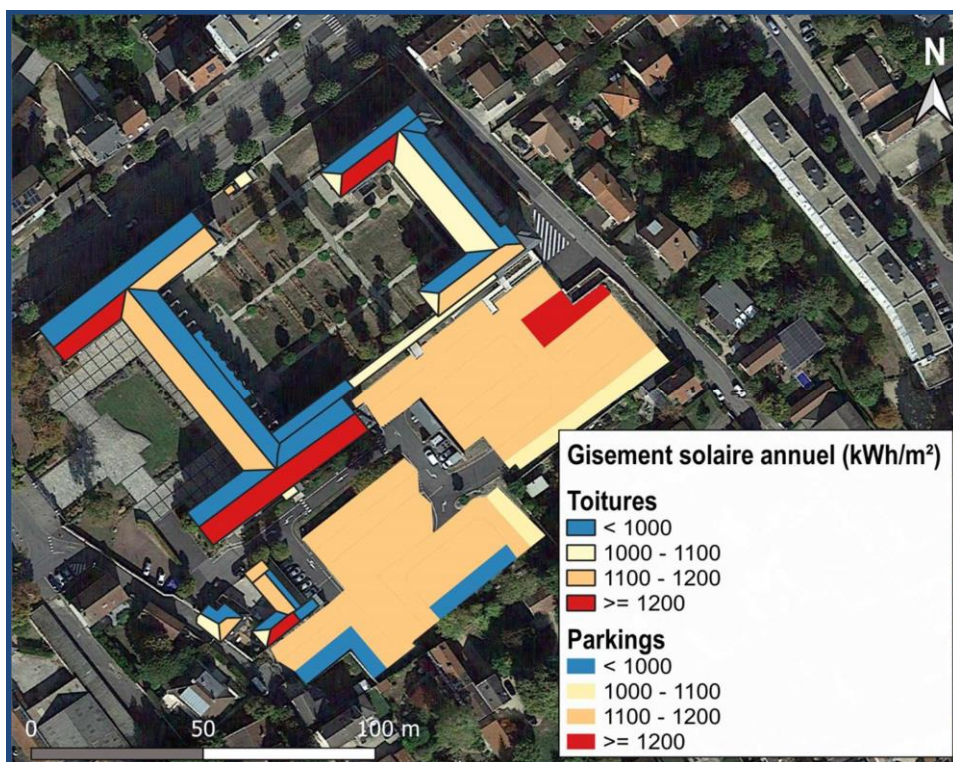 N
Gisement solaire annuel (kWh/m²)
Toitures
< 1000
1000 - 1100
1100 - 1200
>= 1200
Parkings
< 1000
1000 - 1100
1100 - 1200
>= 1200
0 50 100 m